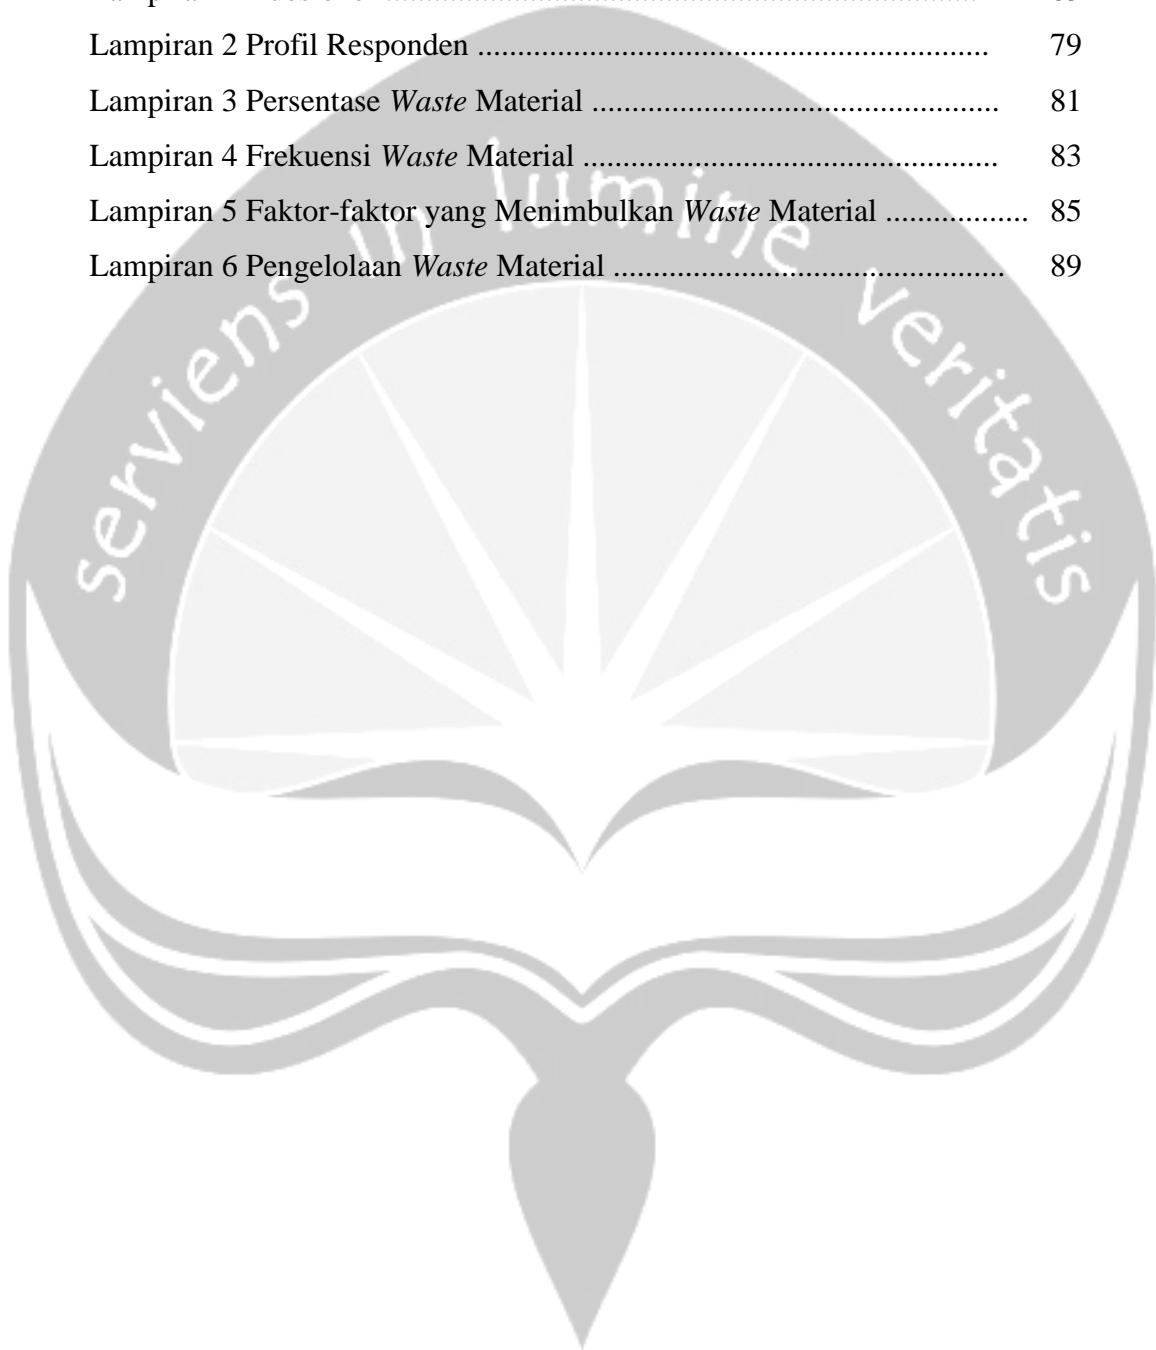 Lampiran 2 Profil Responden ................................................................ 79
Lampiran 3 Persentase Waste Material ................................................... 81
Lampiran 4 Frekuensi Waste Material .................................................... 83
Lampiran 5 Faktor-faktor yang Menimbulkan Waste Material .................. 85
Lampiran 6 Pengelolaan Waste Material ................................................. 89
serviens in lumine veritatis